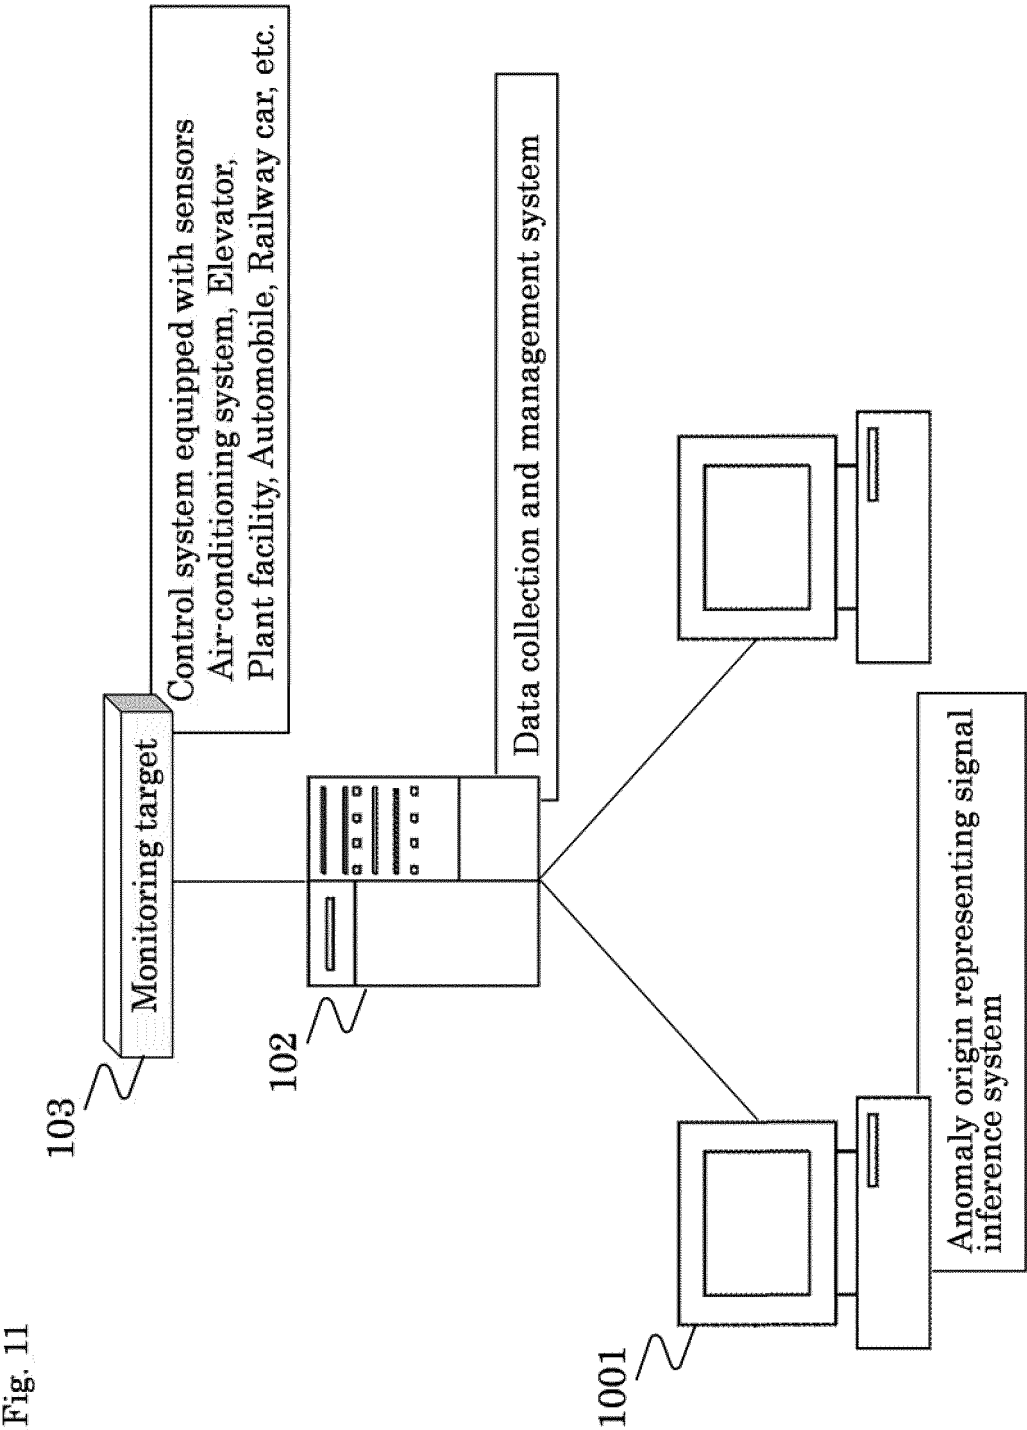 Fig. 11
103
Monitoring target
Control system equipped with sensors
Air-conditioning system, Elevator,
Plant facility, Automobile, Railway car, etc.
102
Data collection and management system
1001
Anomaly origin representing signal
inference system